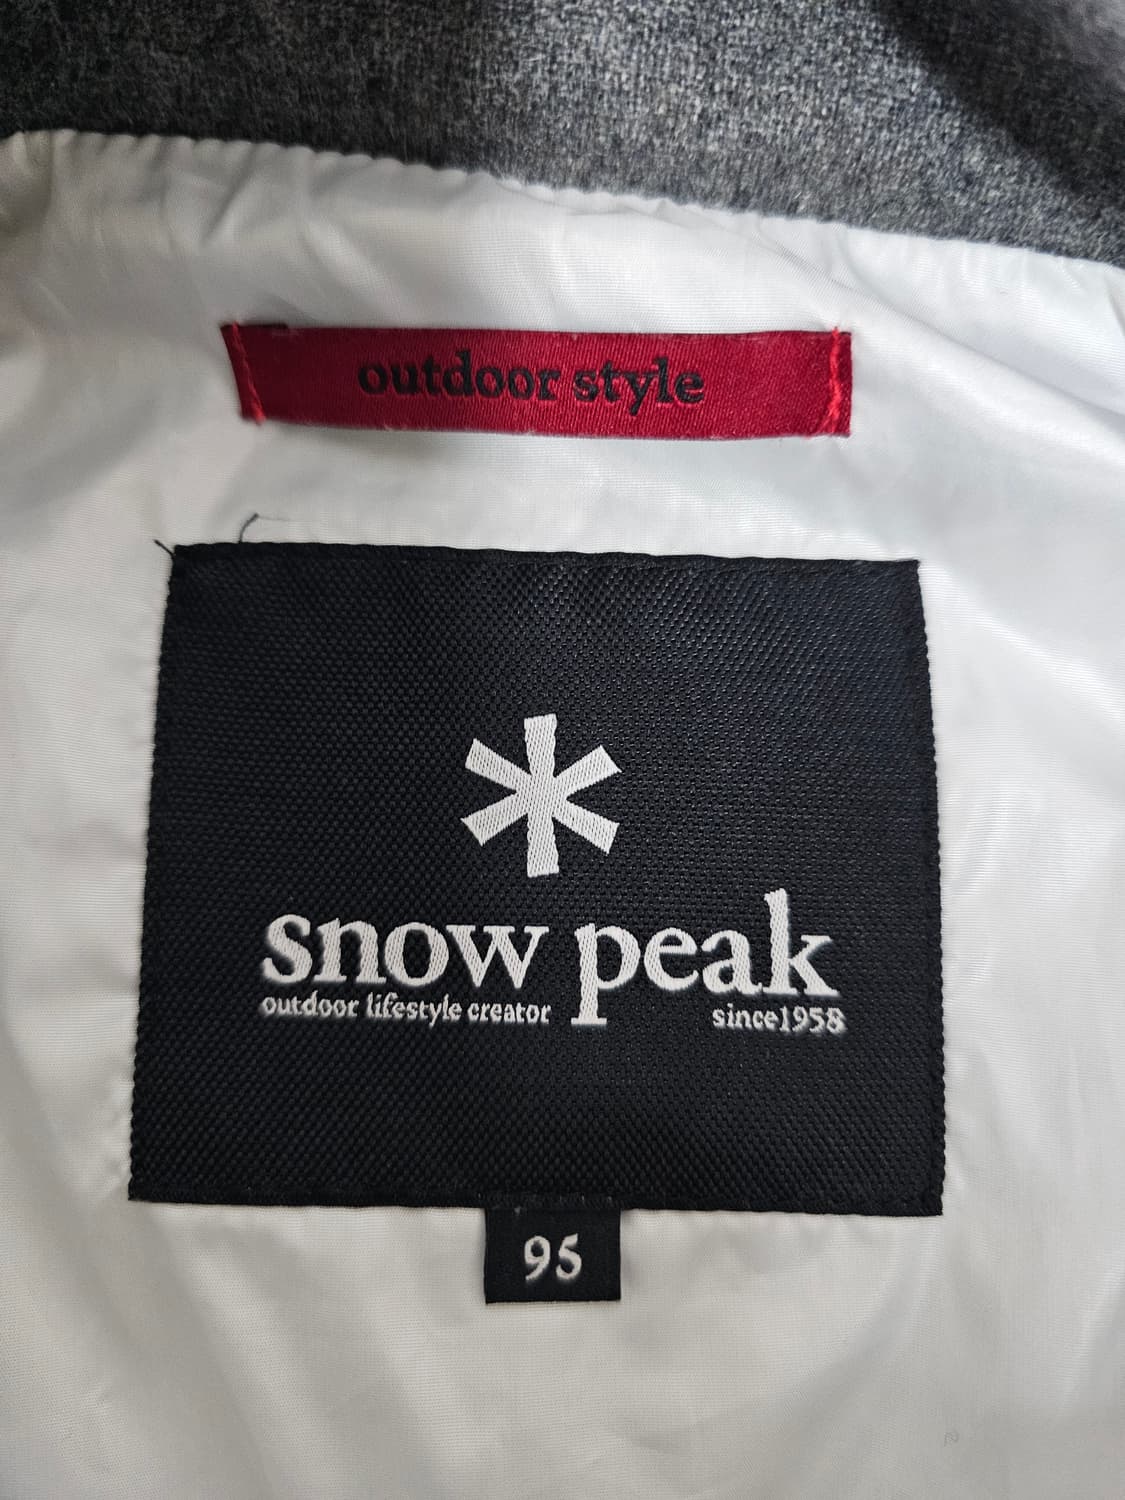 outdoor style
snow peak
outdoor lifestyle creator since1958
95